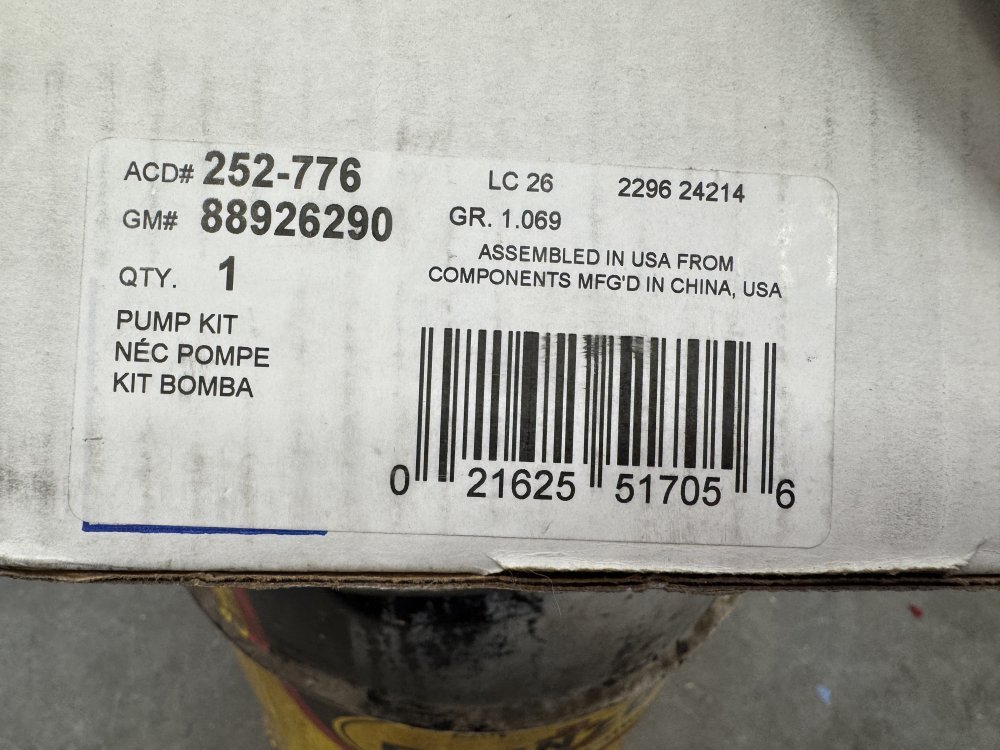 ACD# 252-776
GM# 88926290
QTY. 1
PUMP KIT
NÉC POMPE
KIT BOMBA
LC 26 2296 24214
GR. 1.069
ASSEMBLED IN USA FROM
COMPONENTS MFG'D IN CHINA, USA
0 21625 51705 6